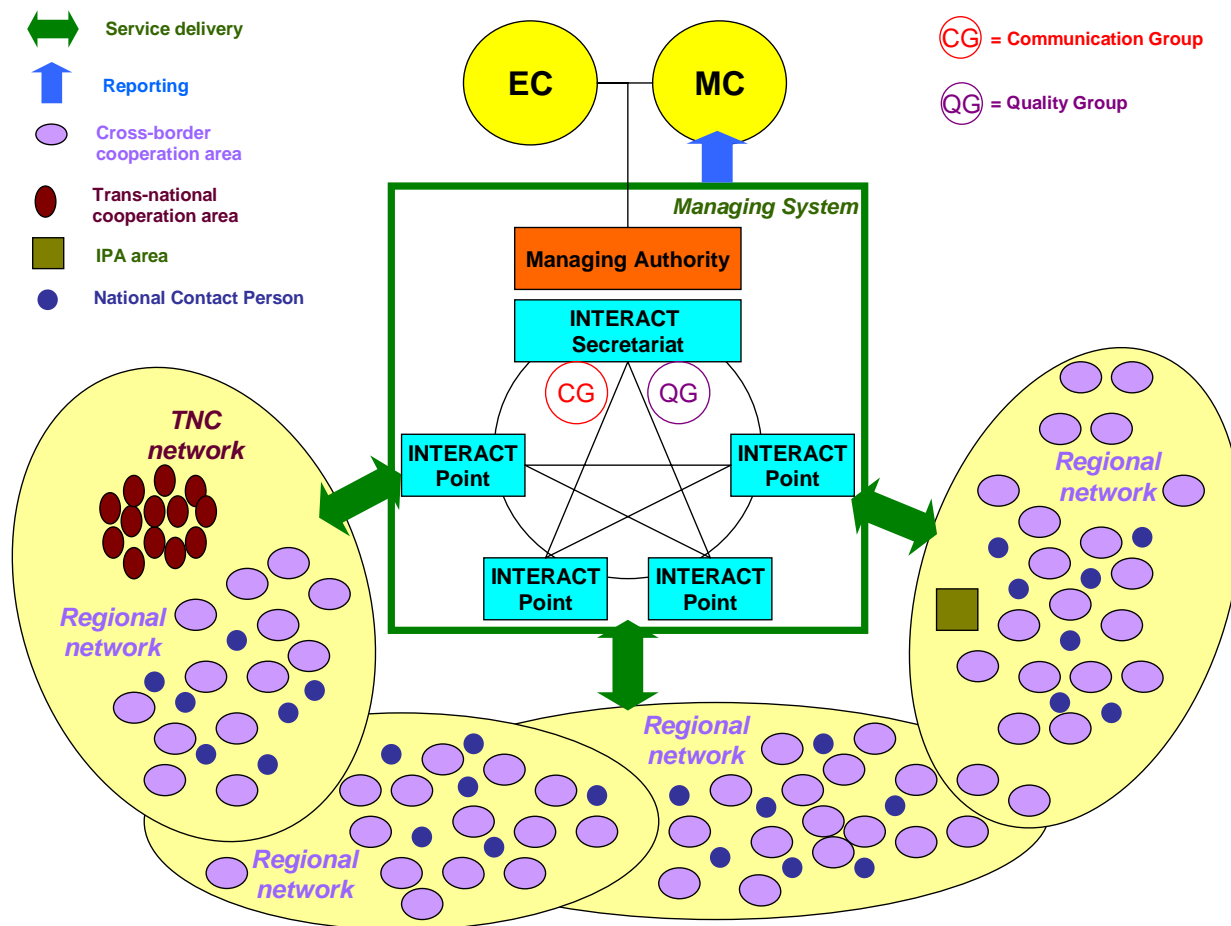 Service delivery
Reporting
Cross-border
cooperation area
Trans-national
cooperation area
IPA area
National Contact Person
EC
MC
CG
= Communication Group
QG
= Quality Group
Managing System
Managing Authority
INTERACT
Secretariat
CG
QG
INTERACT
Point
INTERACT
Point
INTERACT
Point
INTERACT
Point
TNC
network
Regional
network
Regional
network
Regional
network
Regional
network